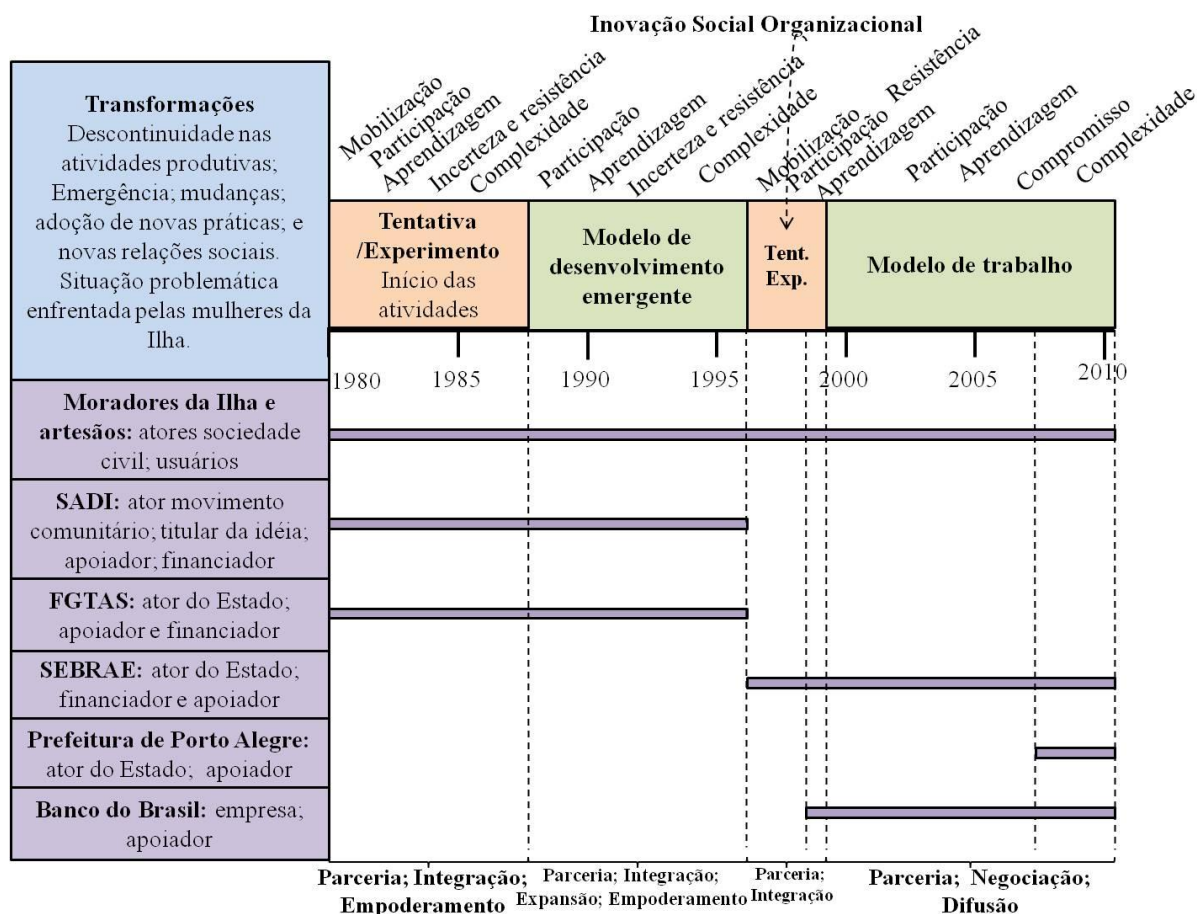 Inovação Social Organizacional
Mobilização
Participação
Aprendizagem
Incerteza e resistência
Complexidade
Participação
Aprendizagem
Incerteza e resistência
Complexidade
Mobilização
Participação
Resistência
Aprendizagem
Participação
Aprendizagem
Compromisso
Complexidade
Transformações
Descontinuidade nas
atividades produtivas;
Emergência; mudanças;
adoção de novas práticas; e
novas relações sociais.
Situação problemática
enfrentada pelas mulheres da
Ilha.
Tentativa
/Experimento
Início das
atividades
Modelo de
desenvolvimento
emergente
Tent.
Exp.
Modelo de trabalho
1980
1985
1990
1995
2000
2005
2010
Moradores da Ilha e
artesãos: atores sociedade
civil; usuários
SADI: ator movimento
comunitário; titular da idéia;
apoiador; financiador
FGTAS: ator do Estado;
apoiador e financiador
SEBRAE: ator do Estado;
financiador e apoiador
Prefeitura de Porto Alegre:
ator do Estado; apoiador
Banco do Brasil: empresa;
apoiador
Parceria; Integração;
Empoderamento
Parceria; Integração;
Expansão; Empoderamento
Parceria;
Integração
Parceria; Negociação;
Difusão